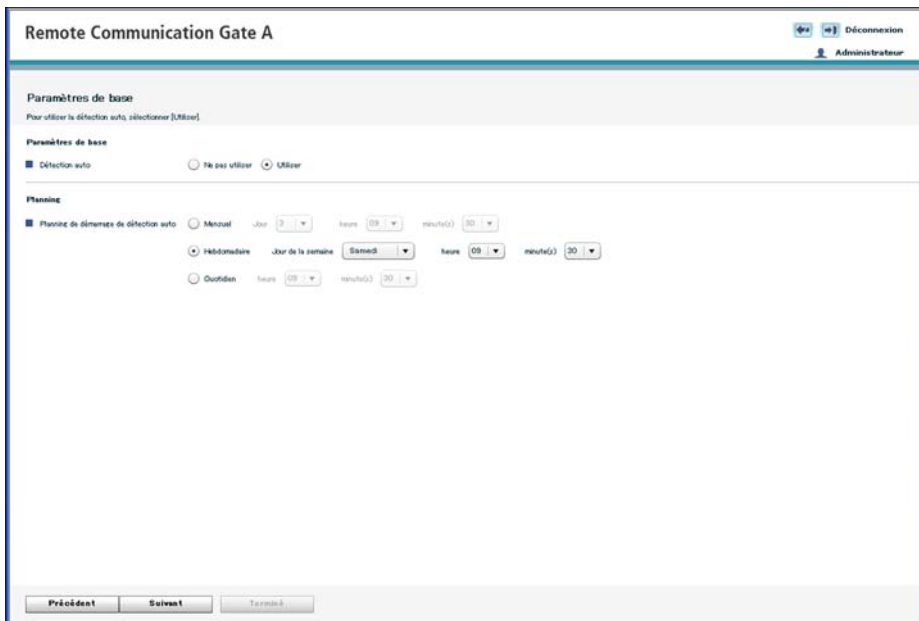 Remote Communication Gate A
Déconnexion
Administrateur
Paramètres de base
Pour utiliser la détection auto, sélectionner [Utiliser].
Paramètres de base
Détection auto Ne pas utiliser Utiliser
Planning
Planning de démarrage de détection auto Mensuel Jour 3 heure 09 minute(s) 30
Hebdomadaire Jour de la semaine Samedi heure 09 minute(s) 30
Quotidien heure 09 minute(s) 30
Précédent Suivant Terminé